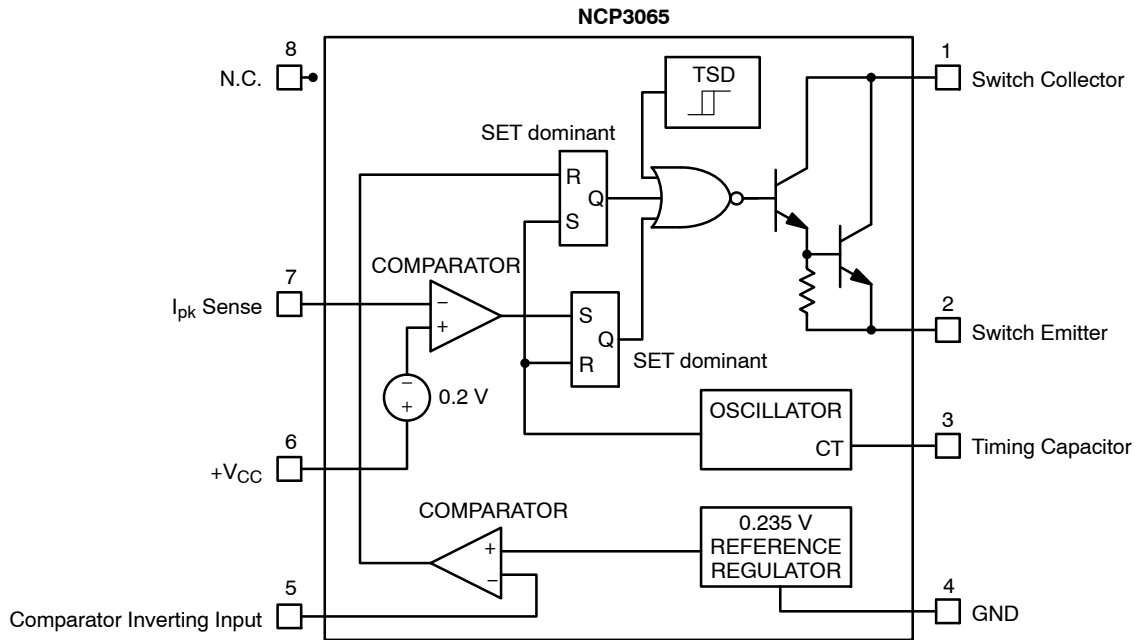 NCP3065
8
N.C.
1
Switch Collector
TSD
SET dominant
R
Q
S
COMPARATOR
7
Ipk Sense
−
+
S
Q
R
SET dominant
2
Switch Emitter
−
+
0.2 V
OSCILLATOR
CT
3
Timing Capacitor
6
+VCC
COMPARATOR
+
−
0.235 V
REFERENCE
REGULATOR
5
Comparator Inverting Input
4
GND